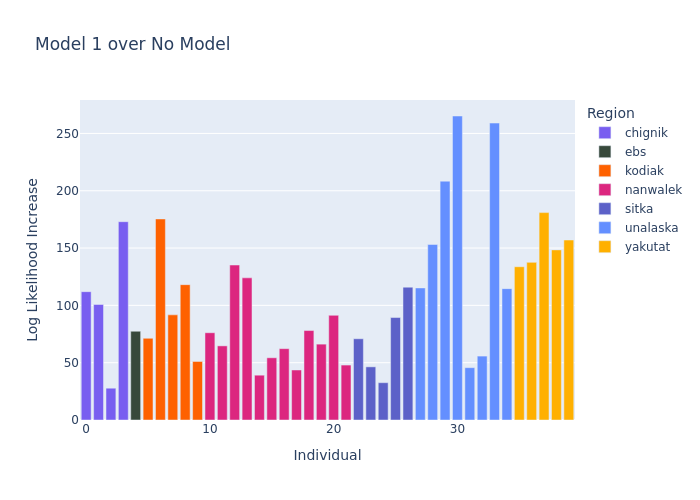 Model 1 over No Model
Log Likelihood Increase
250
200
150
100
50
0
0
10
20
30
Individual
Region
chignik
ebs
kodiak
nanwalek
sitka
unalaska
yakutat